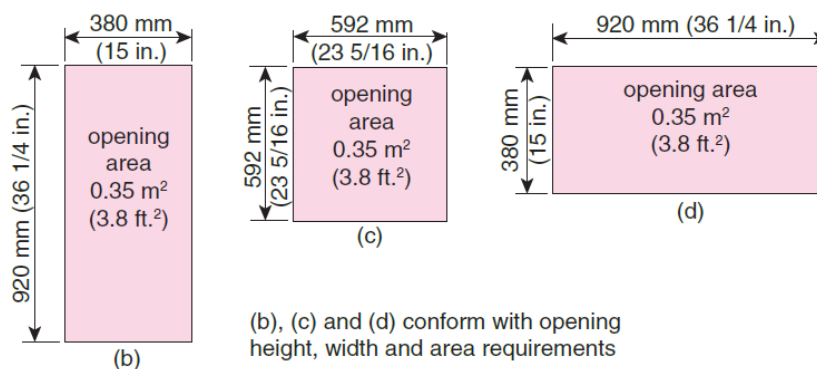 380 mm
(15 in.)
920 mm (36 1/4 in.)
opening
area
0.35 m²
(3.8 ft.²)
(b)
592 mm
(23 5/16 in.)
592 mm
(23 5/16 in.)
opening
area
0.35 m²
(3.8 ft.²)
(c)
920 mm (36 1/4 in.)
380 mm
(15 in.)
opening area
0.35 m²
(3.8 ft.²)
(d)
(b), (c) and (d) conform with opening
height, width and area requirements